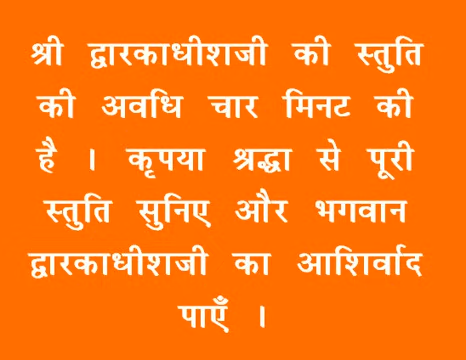 श्री द्वारकाधीशजी की स्तुति
की अवधि चार मिनट की
है । कृपया श्रद्धा से पूरी
स्तुति सुनिए और भगवान
द्वारकाधीशजी का आशिर्वाद
पाएँ ।